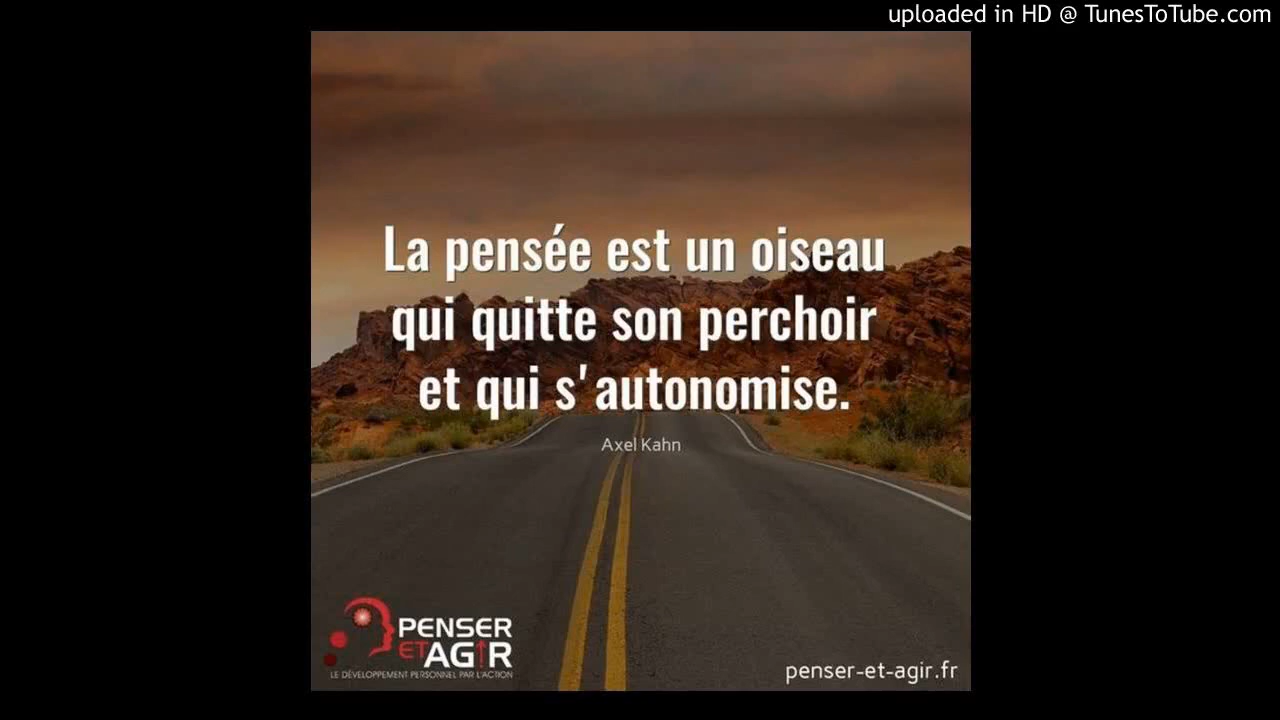 uploaded in HD @ TunesToTube.com
La pensée est un oiseau
qui quitte son perchoir
et qui s'autonomise.
Axel Kahn
PENSER
ET AGIR
LE DÉVELOPPEMENT PERSONNEL PAR L'ACTION
penser-et-agir.fr